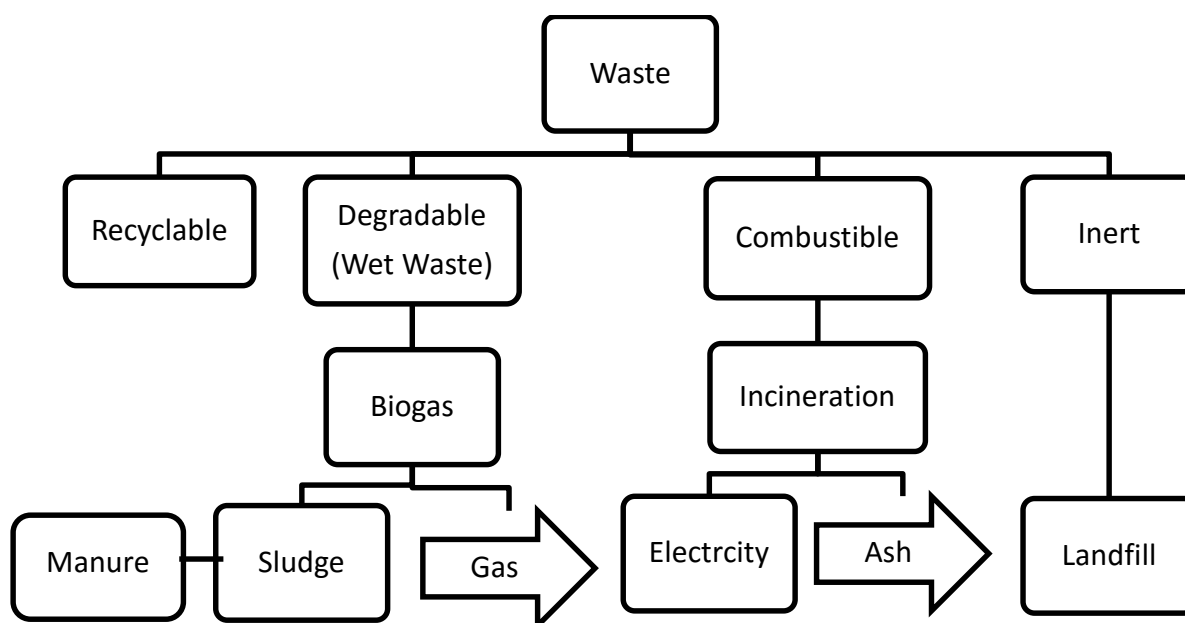 Waste
Recyclable
Degradable
(Wet Waste)
Combustible
Inert
Biogas
Incineration
Manure
Sludge
Gas
Electrcity
Ash
Landfill